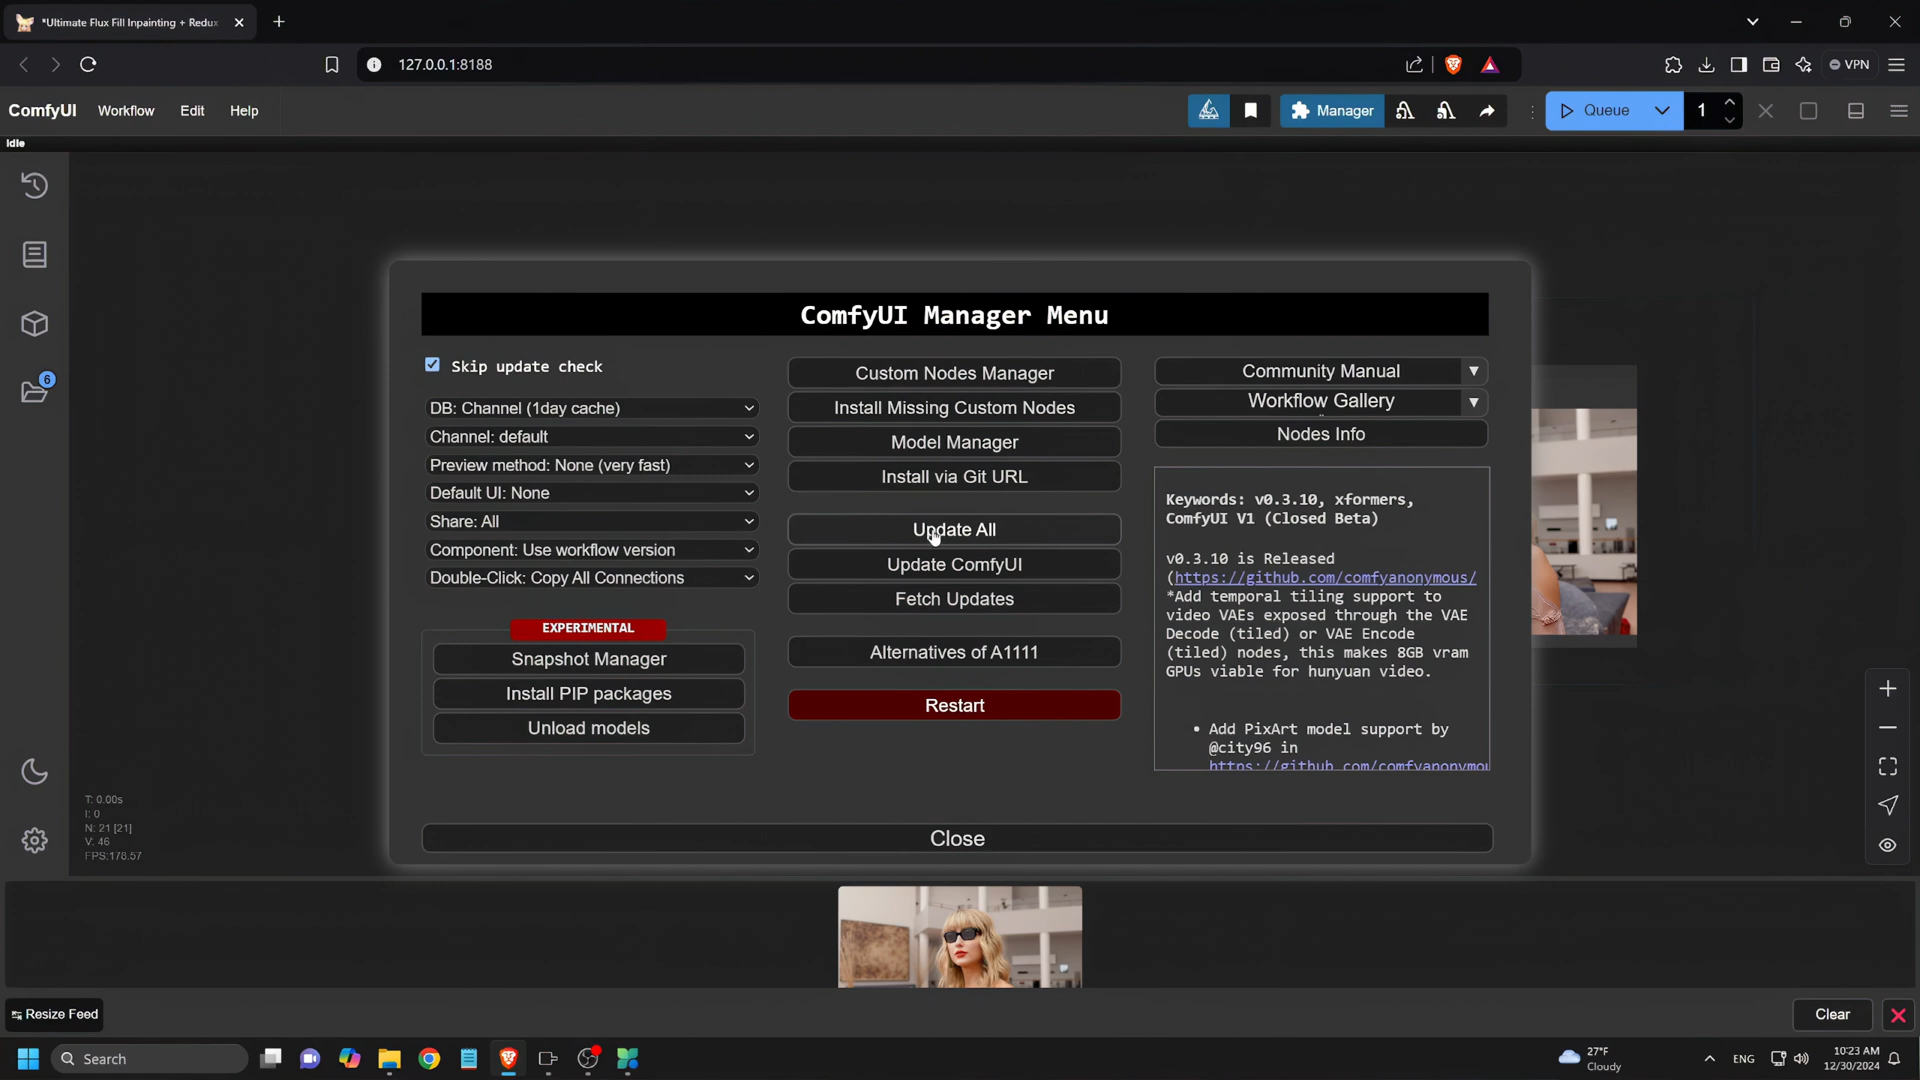 *Ultimate Flux Fill Inpainting + Redux
127.0.0.1:8188
VPN
ComfyUI
Workflow
Edit
Help
Manager
Queue
1
Idle
6
ComfyUI Manager Menu
Skip update check
DB: Channel (1day cache)
Channel: default
Preview method: None (very fast)
Default UI: None
Share: All
Component: Use workflow version
Double-Click: Copy All Connections
EXPERIMENTAL
Snapshot Manager
Install PIP packages
Unload models
Custom Nodes Manager
Install Missing Custom Nodes
Model Manager
Install via Git URL
Update All
Update ComfyUI
Fetch Updates
Alternatives of A1111
Restart
Community Manual
Workflow Gallery
Nodes Info
Keywords: v0.3.10, xformers,
ComfyUI V1 (Closed Beta)
v0.3.10 is Released
(https://github.com/comfyanonymous/
*Add temporal tiling support to
video VAEs exposed through the VAE
Decode (tiled) or VAE Encode
(tiled) nodes, this makes 8GB vram
GPUs viable for hunyuan video.
• Add PixArt model support by
@city96 in
https://github.com/comfyanonymou
Close
T: 0.00s
I: 0
N: 21 [21]
V: 46
FPS:178.57
Resize Feed
Clear
Search
27°F
Cloudy
ENG
10:23 AM
12/30/2024